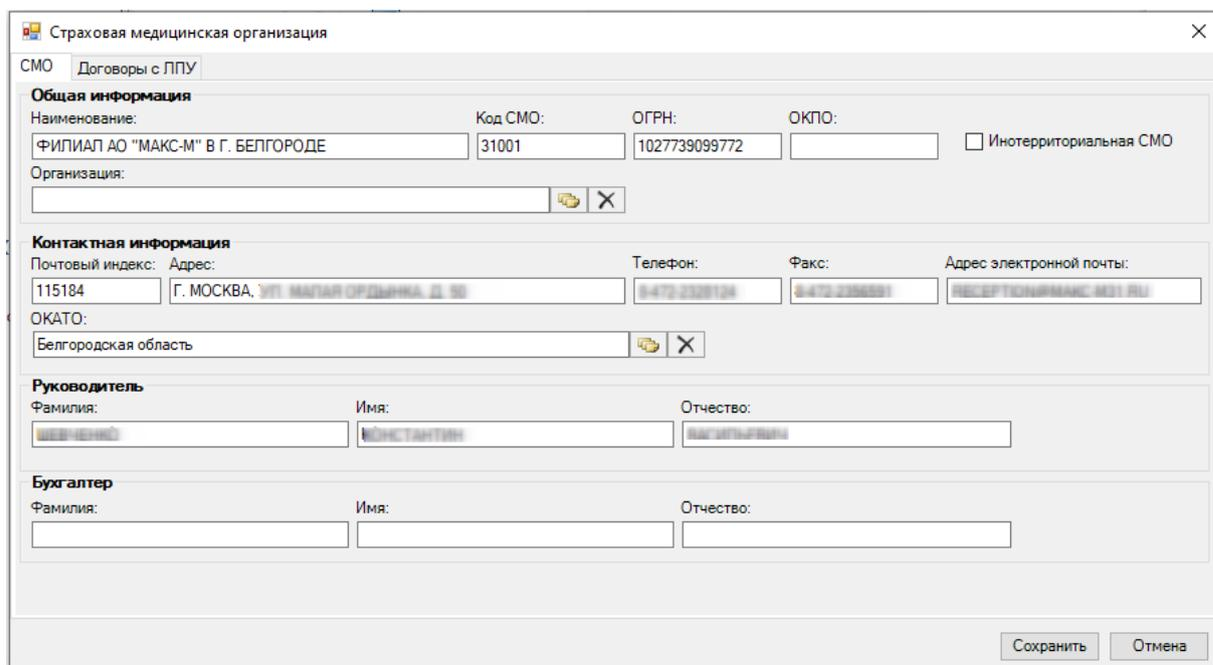 Страховая медицинская организация
СМО Договоры с ЛПУ
Общая информация
Наименование: Код СМО: ОГРН: ОКПО:
ФИЛИАЛ АО "МАКС-М" В Г. БЕЛГОРОДЕ 31001 1027739099772 Инотерриториальная СМО
Организация:
Контактная информация
Почтовый индекс: Адрес: Телефон: Факс: Адрес электронной почты:
115184 Г. МОСКВА,
ОКАТО:
Белгородская область
Руководитель
Фамилия: Имя: Отчество:
Бухгалтер
Фамилия: Имя: Отчество:
Сохранить Отмена